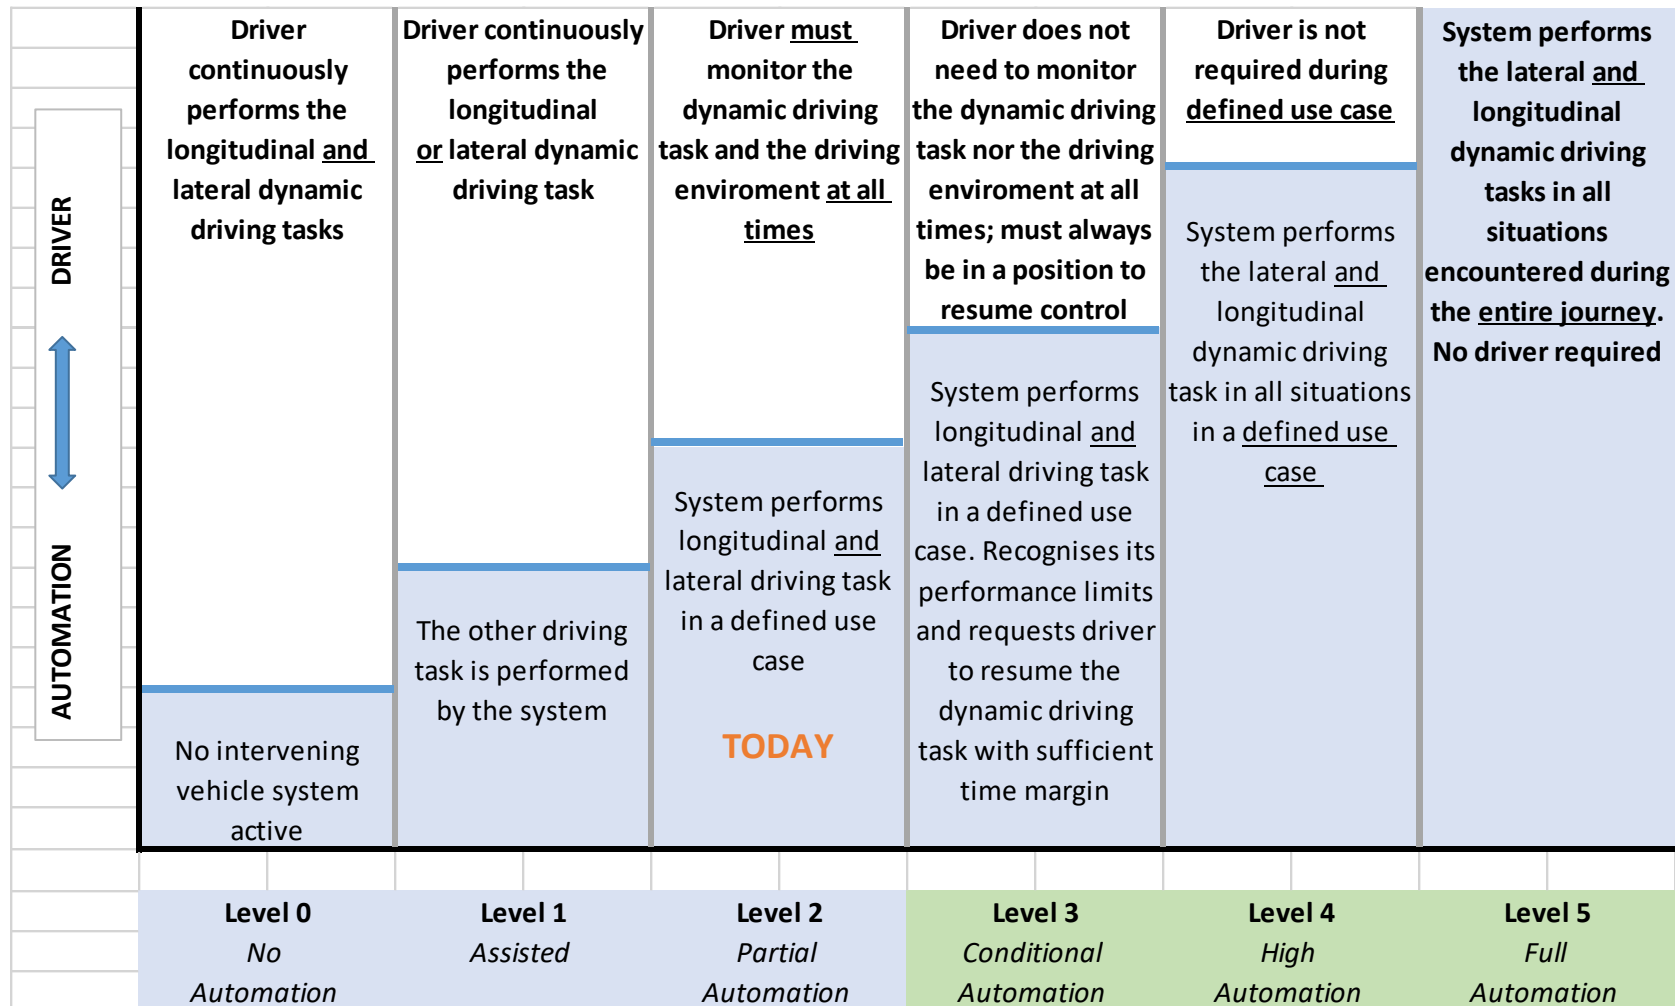 DRIVER
AUTOMATION
Driver
continuously
performs the
longitudinal and
lateral dynamic
driving tasks
No intervening
vehicle system
active
Driver continuously
performs the
longitudinal
or lateral dynamic
driving task
The other driving
task is performed
by the system
Driver must
monitor the
dynamic driving
task and the driving
enviroment at all
times
System performs
longitudinal and
lateral driving task
in a defined use
case
TODAY
Driver does not
need to monitor
the dynamic driving
task nor the driving
enviroment at all
times; must always
be in a position to
resume control
System performs
longitudinal and
lateral driving task
in a defined use
case. Recognises its
performance limits
and requests driver
to resume the
dynamic driving
task with sufficient
time margin
Driver is not
required during
defined use case
System performs
the lateral and
longitudinal
dynamic driving
task in all situations
in a defined use
case
System performs
the lateral and
longitudinal
dynamic driving
tasks in all
situations
encountered during
the entire journey.
No driver required
Level 0
No
Automation
Level 1
Assisted
Level 2
Partial
Automation
Level 3
Conditional
Automation
Level 4
High
Automation
Level 5
Full
Automation